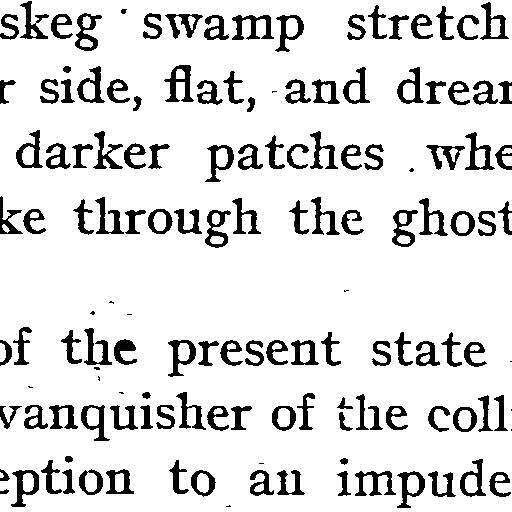 skeg swamp stretch
r side, flat, and drear
darker patches whe
ke through the ghost
of the present state
vanquisher of the coll
eption to an impude